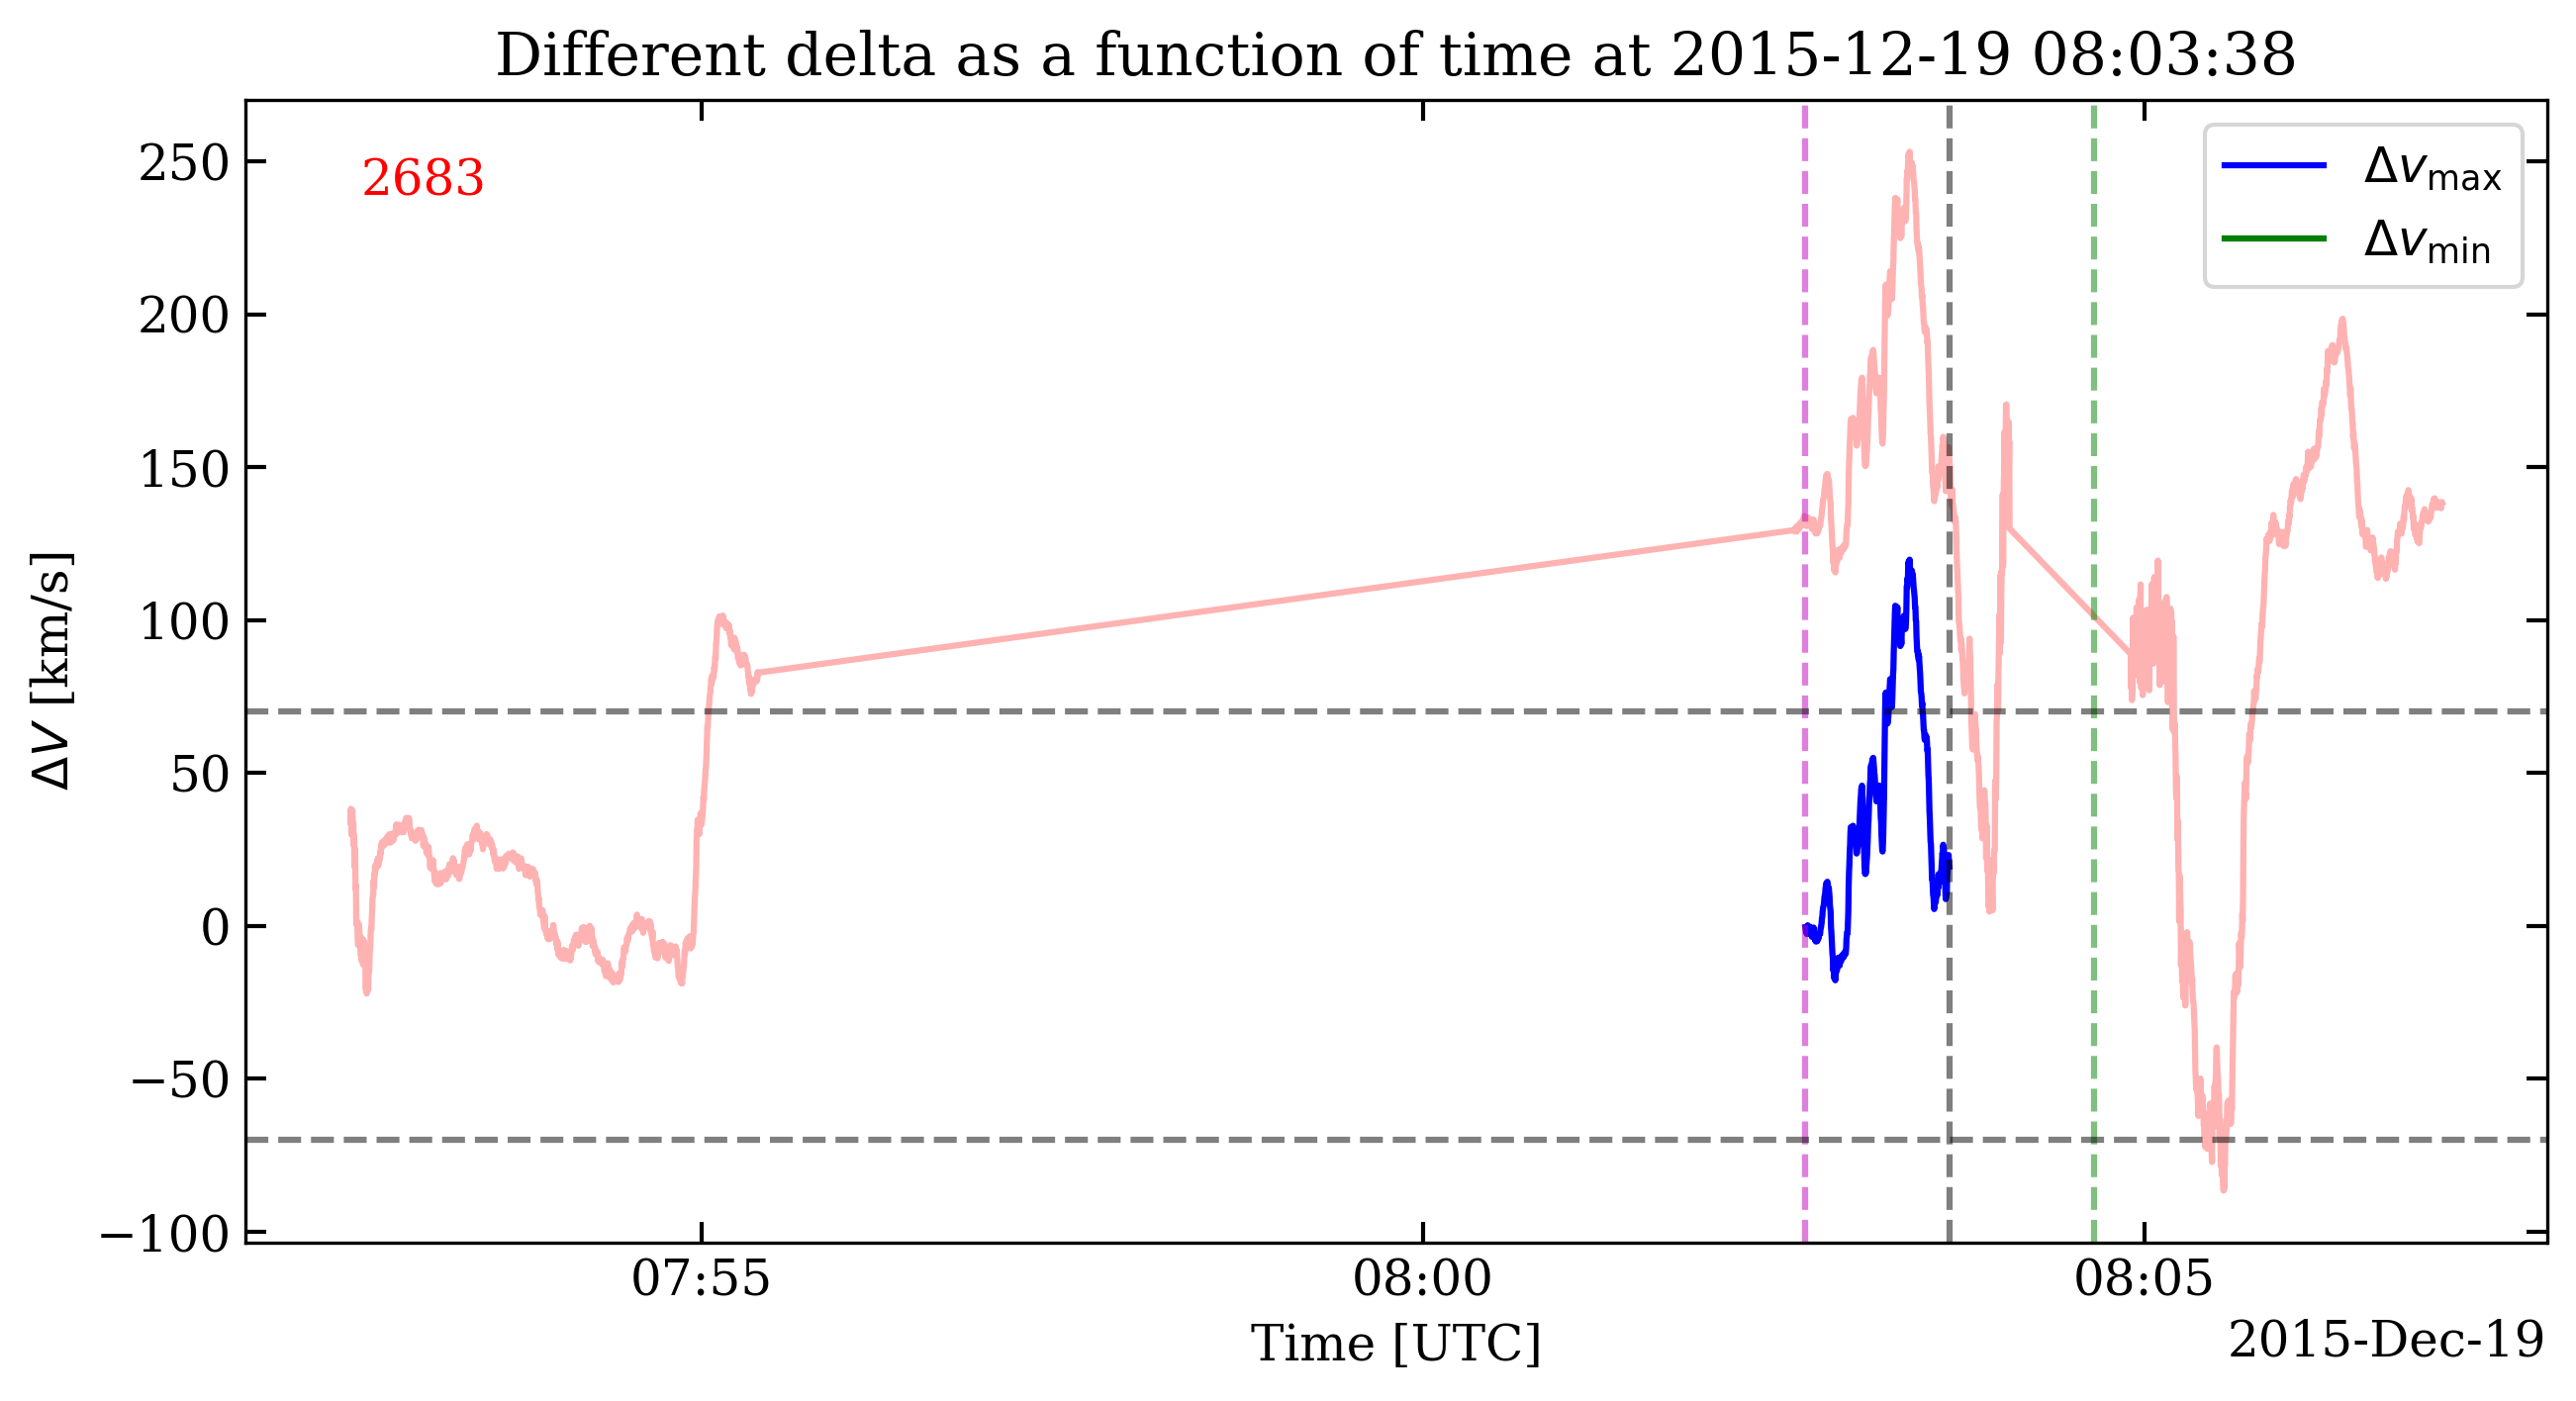 Different delta as a function of time at 2015-12-19 08:03:38
2683
Δv_max
Δv_min
250
200
150
100
50
0
−50
−100
ΔV [km/s]
07:55
08:00
08:05
Time [UTC]
2015-Dec-19